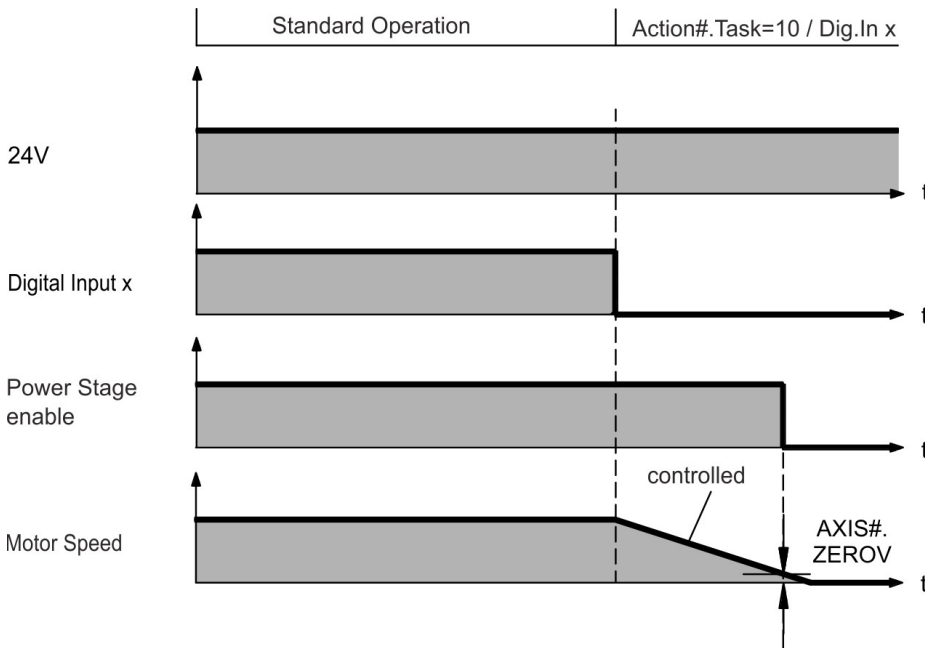 Standard Operation
Action#.Task=10 / Dig.In x
24V
t
Digital Input x
t
Power Stage
enable
t
controlled
Motor Speed
AXIS#.
ZEROV
t